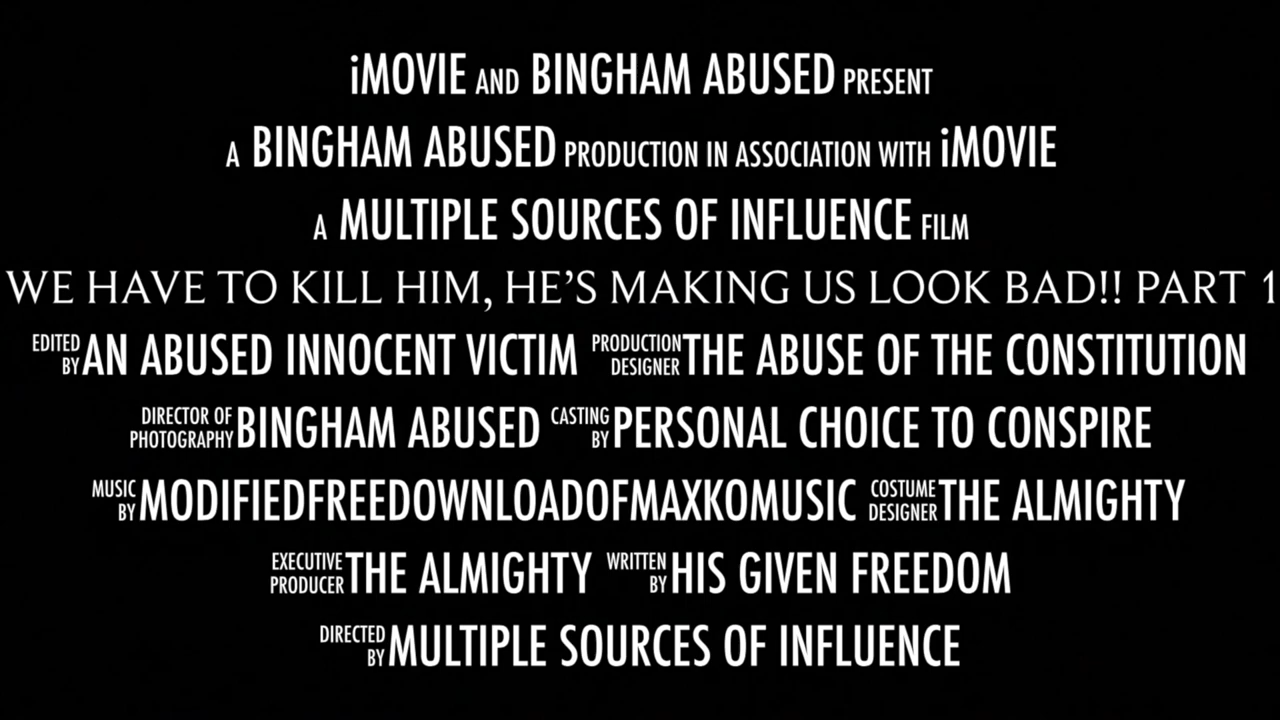 iMOVIE AND BINGHAM ABUSED PRESENT
A BINGHAM ABUSED PRODUCTION IN ASSOCIATION WITH iMOVIE
A MULTIPLE SOURCES OF INFLUENCE FILM
WE HAVE TO KILL HIM, HE'S MAKING US LOOK BAD!! PART 1
EDITED BY AN ABUSED INNOCENT VICTIM PRODUCTION DESIGNER THE ABUSE OF THE CONSTITUTION
DIRECTOR OF PHOTOGRAPHY BINGHAM ABUSED CASTING BY PERSONAL CHOICE TO CONSPIRE
MUSIC BY MODIFIEDFREEDOWNLOADOFMAXKOMUSIC COSTUME DESIGNER THE ALMIGHTY
EXECUTIVE PRODUCER THE ALMIGHTY WRITTEN BY HIS GIVEN FREEDOM
DIRECTED BY MULTIPLE SOURCES OF INFLUENCE